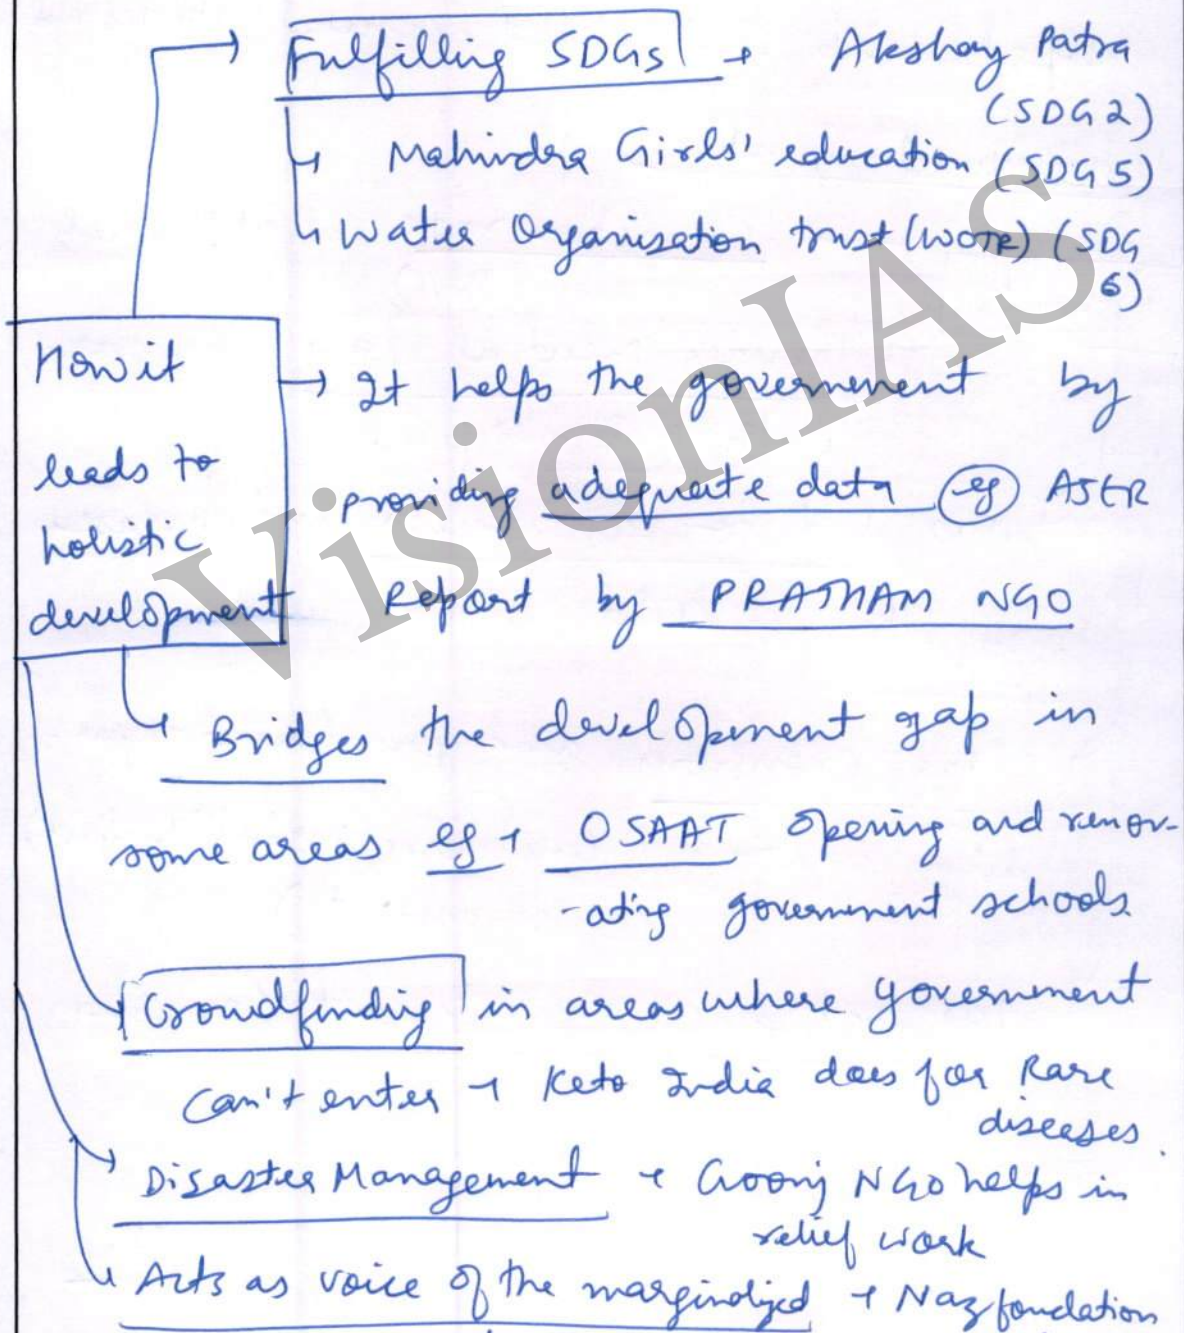 Fulfilling SDGs → Akshay Patra
(SDG 2)
Mahindra Girls' education (SDG 5)
Water Organisation trust (WOTR) (SDG
6)
How it
leads to
holistic
development
→ It helps the government by
providing adequate data eg ASER
Report by PRATHAM NGO
Bridges the development gap in
some areas eg → OSAAT opening and renov-
-ating government schools
Crowdfunding in areas where government
can't enter → Keto India does for Rare
diseases.
Disaster Management → Goonj NGO helps in
relief work
Acts as voice of the marginalized → Naz foundation
VisionIAS